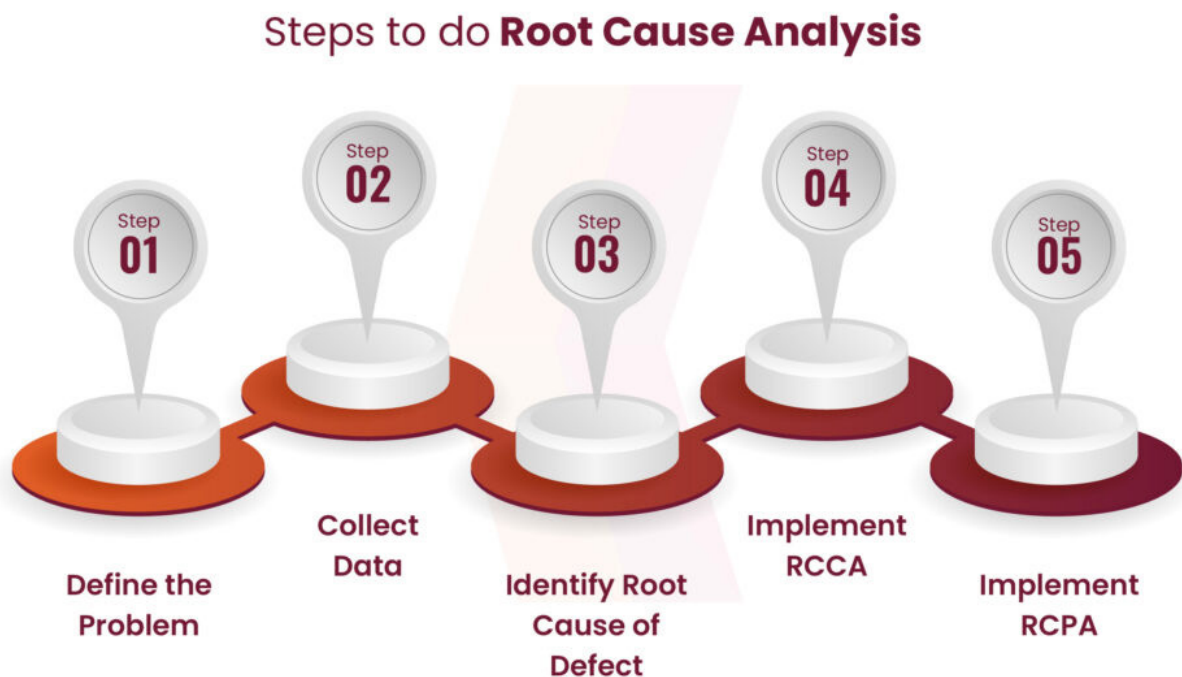 Steps to do Root Cause Analysis
Step
01
Step
02
Step
03
Step
04
Step
05
Define the
Problem
Collect
Data
Identify Root
Cause of
Defect
Implement
RCCA
Implement
RCPA